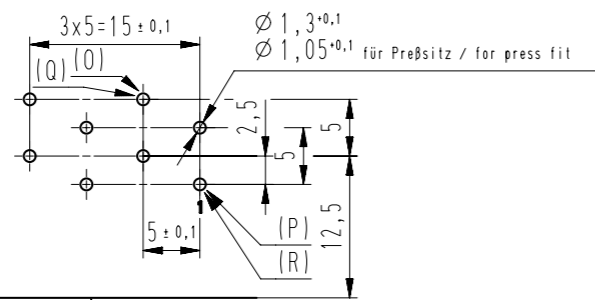 3x5=15 ± 0,1
Ø 1,3+0,1
Ø 1,05+0,1 für Preßsitz / for press fit
(Q)
(O)
2,5
5
5
12,5
1
5 ± 0,1
(P)
(R)